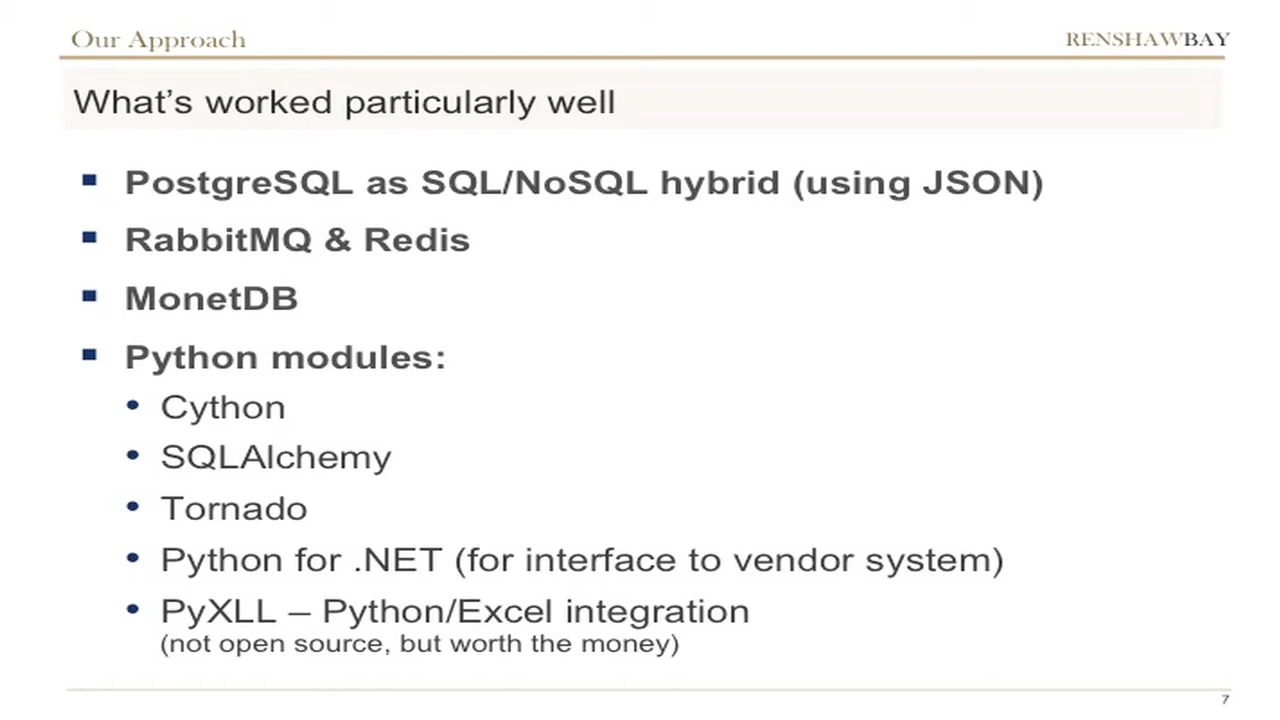 Our Approach
RENSHAWBAY
What's worked particularly well
PostgreSQL as SQL/NoSQL hybrid (using JSON)
RabbitMQ & Redis
MonetDB
Python modules:
Cython
SQLAlchemy
Tornado
Python for .NET (for interface to vendor system)
PyXLL – Python/Excel integration
(not open source, but worth the money)
7